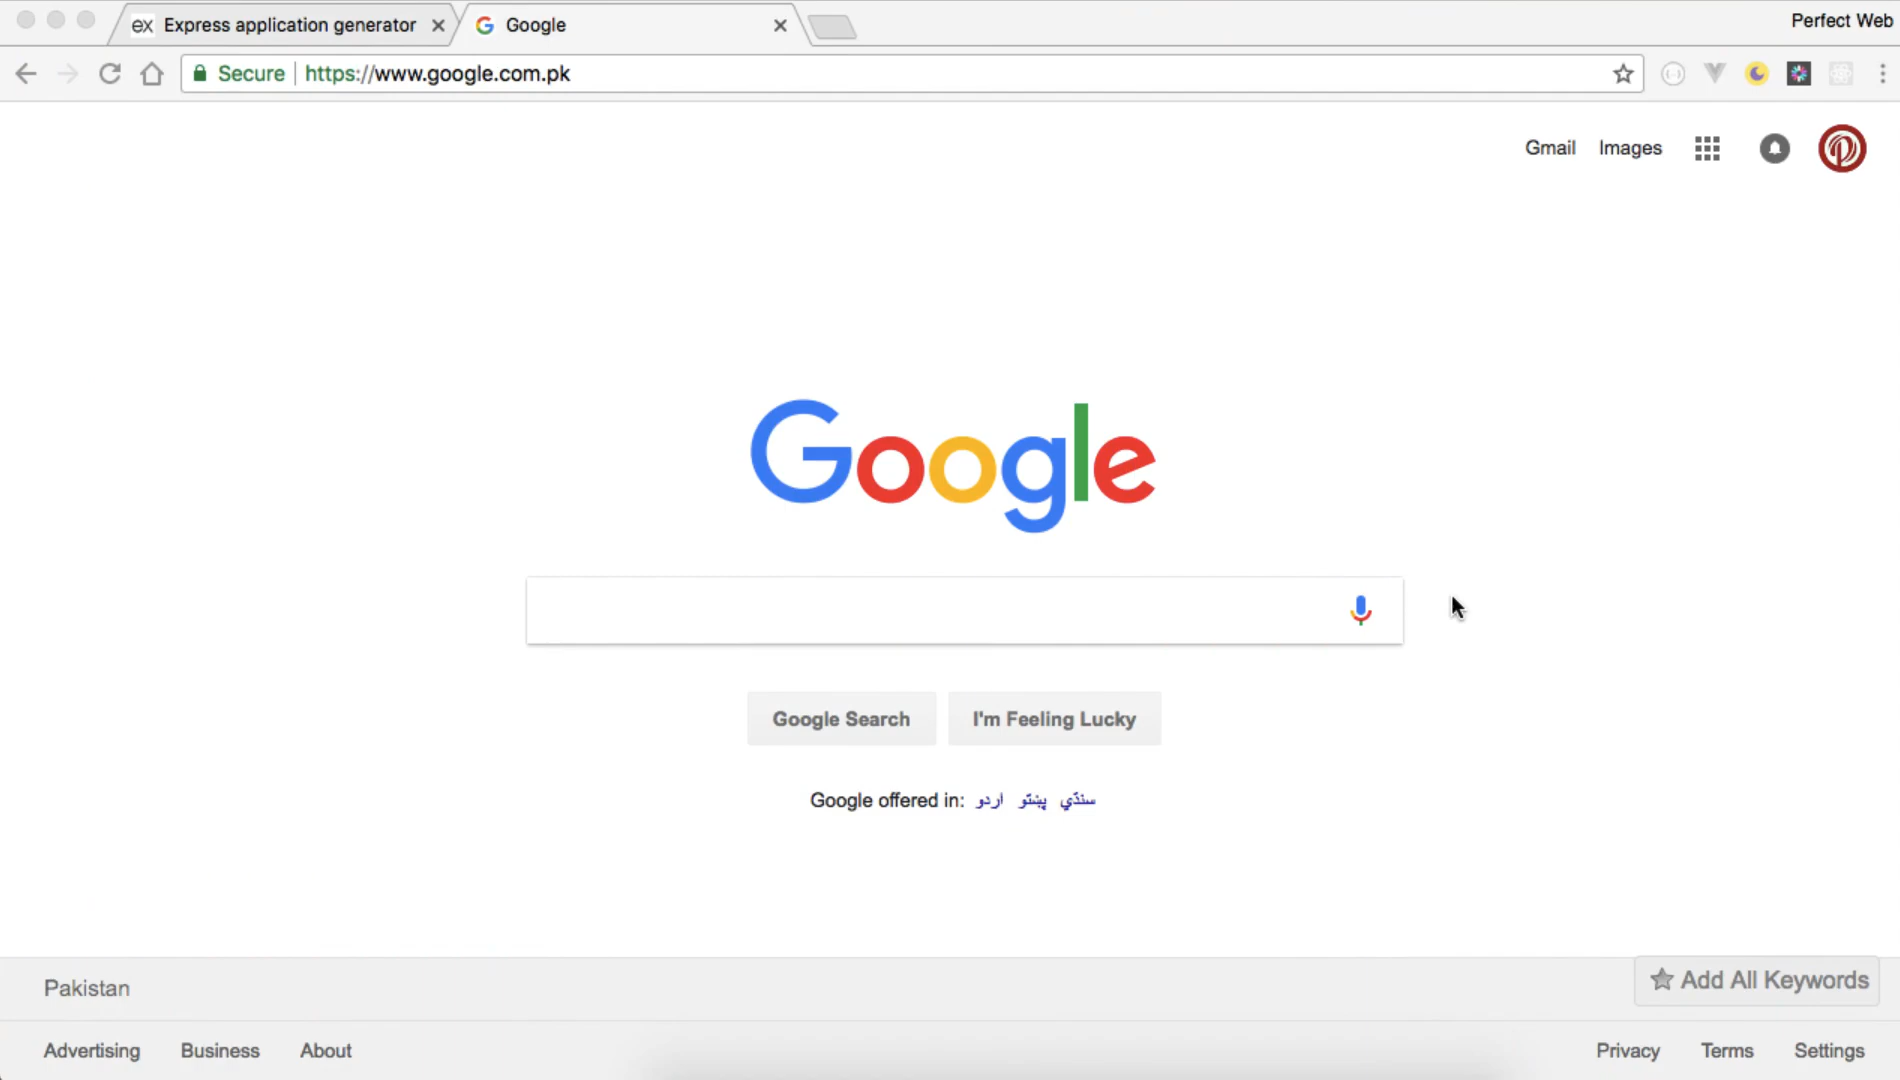 ex Express application generator
Google
Perfect Web
Secure https://www.google.com.pk
Gmail Images
Google
Google Search
I'm Feeling Lucky
Google offered in: اردو پښتو سنڌي
Pakistan
Add All Keywords
Advertising Business About
Privacy Terms Settings